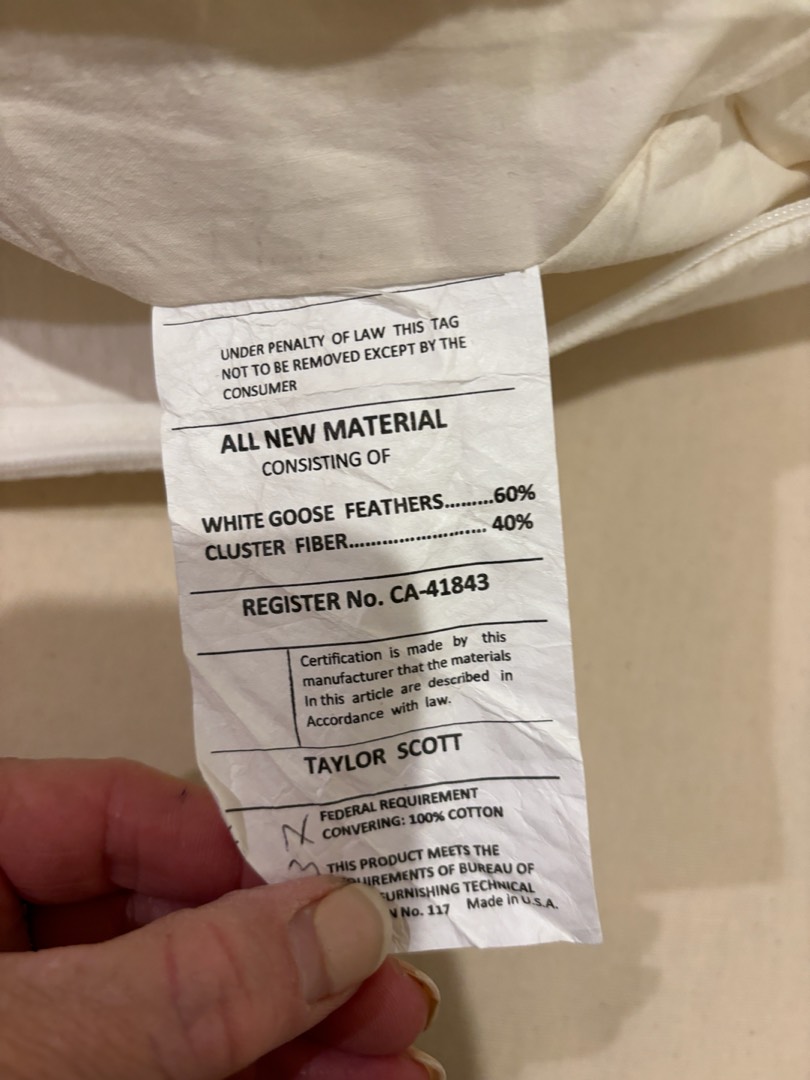 UNDER PENALTY OF LAW THIS TAG
NOT TO BE REMOVED EXCEPT BY THE
CONSUMER
ALL NEW MATERIAL
CONSISTING OF
WHITE GOOSE FEATHERS.........60%
CLUSTER FIBER........................ 40%
REGISTER No. CA-41843
Certification is made by this
manufacturer that the materials
In this article are described in
Accordance with law.
TAYLOR SCOTT
FEDERAL REQUIREMENT
CONVERING: 100% COTTON
THIS PRODUCT MEETS THE
OF BUREAU OF
TECHNICAL
No. 117 Made in U.S.A.